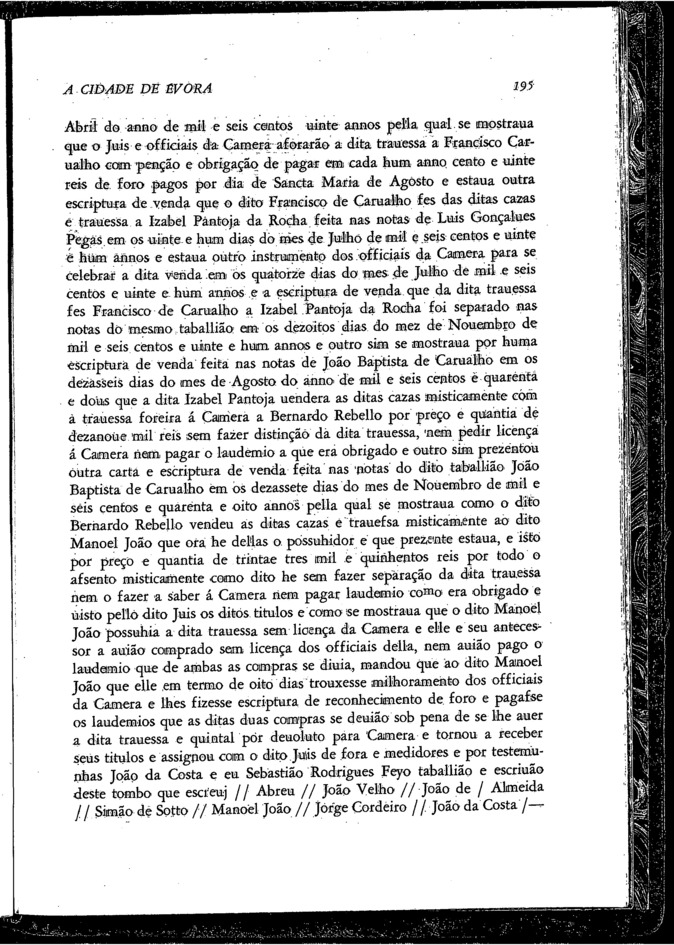 A CIDADE DE ÉVORA 195
Abril do anno de mil e seis centos uinte annos pella qual se mostraua
que o Juis e officiais da Camera aforarão a dita trauessa a Francisco Car-
ualho com penção e obrigação de pagar em cada hum anno cento e uinte
reis de foro pagos por dia de Sancta Maria de Agosto e estaua outra
escriptura de venda que o dito Francisco de Carualho fes das ditas cazas
e trauessa a Izabel Pantoja da Rocha feita nas notas de Luis Gonçalues
Pegas em os uinte e hum dias do mes de Julho de mil e seis centos e uinte
e hum annos e estaua outro instrumento dos officiais da Camera para se
celebrar a dita venda em os quatorze dias do mes de Julho de mil e seis
centos e uinte e hum annos e a escriptura de venda que da dita trauessa
fes Francisco de Carualho a Izabel Pantoja da Rocha foi separado nas
notas do mesmo taballião em os dezoitos dias do mez de Nouembro de
mil e seis centos e uinte e hum annos e outro sim se mostraua por huma
escriptura de venda feita nas notas de João Baptista de Carualho em os
dezasseis dias do mes de Agosto do anno de mil e seis centos e quarenta
e dous que a dita Izabel Pantoja uendera as ditas cazas misticamente com
a trauessa foreira á Camera a Bernardo Rebello por preço e quantia de
dezanoue mil reis sem fazer distinção da dita trauessa, nem pedir licença
á Camera nem pagar o laudemio a que era obrigado e outro sim prezentou
outra carta e escriptura de venda feita nas notas do dito taballião João
Baptista de Carualho em os dezassete dias do mes de Nouembro de mil e
seis centos e quarenta e oito annos pella qual se mostraua como o dito
Bernardo Rebello vendeu as ditas cazas e trauefsa misticamente ao dito
Manoel João que ora he dellas o possuhidor e que prezente estaua, e isto
por preço e quantia de trintae tres mil e quinhentos reis por todo o
afsento misticamente como dito he sem fazer separação da dita trauessa
nem o fazer a saber á Camera nem pagar laudemio como era obrigado e
uisto pello dito Juis os ditos titulos e como se mostraua que o dito Manoel
João possuhia a dita trauessa sem licença da Camera e elle e seu anteces-
sor a auião comprado sem licença dos officiais della, nem auião pago o
laudemio que de ambas as compras se diuia, mandou que ao dito Manoel
João que elle em termo de oito dias trouxesse milhoramento dos officiais
da Camera e lhes fizesse escriptura de reconhecimento de foro e pagafse
os laudemios que as ditas duas compras se deuião sob pena de se lhe auer
a dita trauessa e quintal por deuoluto para Camera e tornou a receber
seus titulos e assignou com o dito Juis de fora e medidores e por testemu-
nhas João da Costa e eu Sebastião Rodrigues Feyo taballião e escriuão
deste tombo que escreuj // Abreu // João Velho // João de / Almeida
// Simão de Sotto // Manoel João // Jorge Cordeiro // João da Costa /—